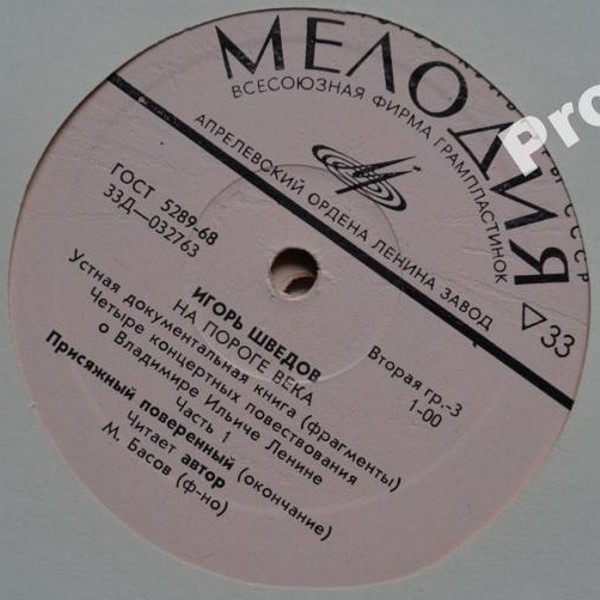 МЕЛОДИЯ
ВСЕСОЮЗНАЯ ФИРМА ГРАМПЛАСТИНОК
АПРЕЛЕВСКИЙ ОРДЕНА ЛЕНИНА ЗАВОД
33
ГОСТ 5289-68
33Д—032763
Вторая гр.-3
1-00
ИГОРЬ ШВЕДОВ
НА ПОРОГЕ ВЕКА
Устная документальная книга (фрагменты)
Четыре концертных повествования
о Владимире Ильиче Ленине
Часть 1
Присяжный поверенный (окончание)
Читает автор
М. Басов (ф-но)
СССР
Pro